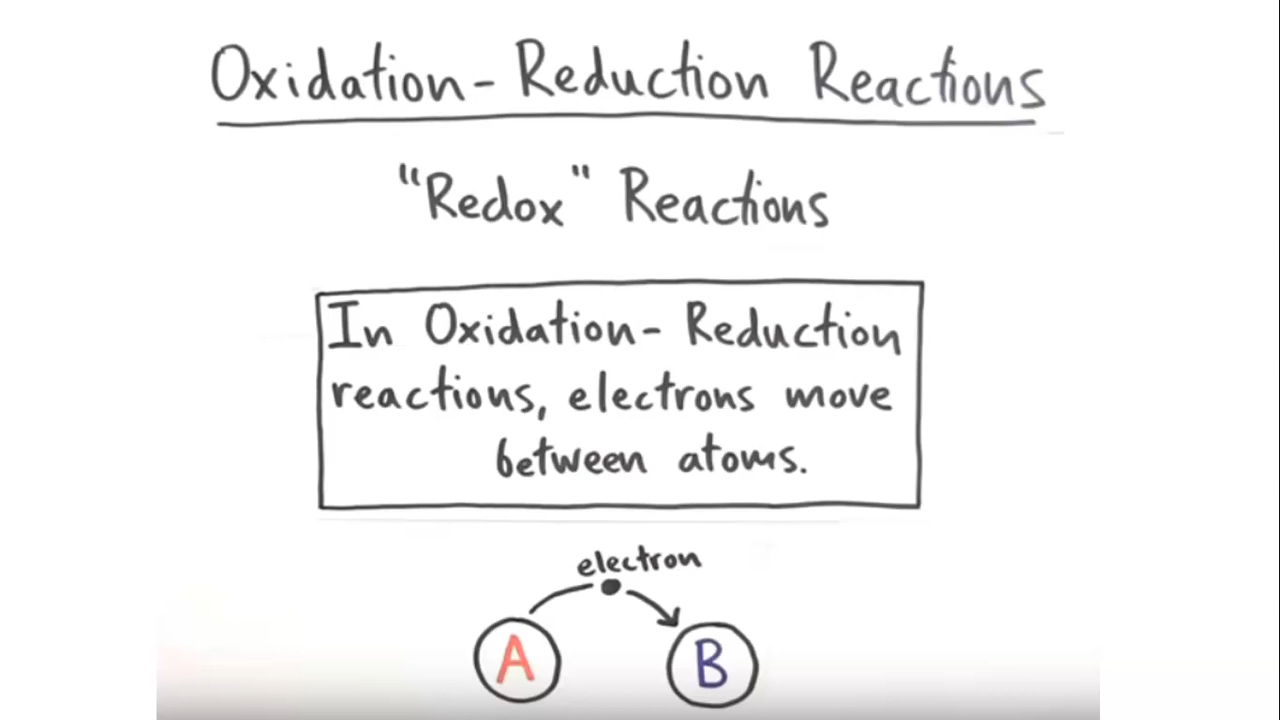 Oxidation-Reduction Reactions
"Redox" Reactions
In Oxidation-Reduction
reactions, electrons move
between atoms.
electron
A B